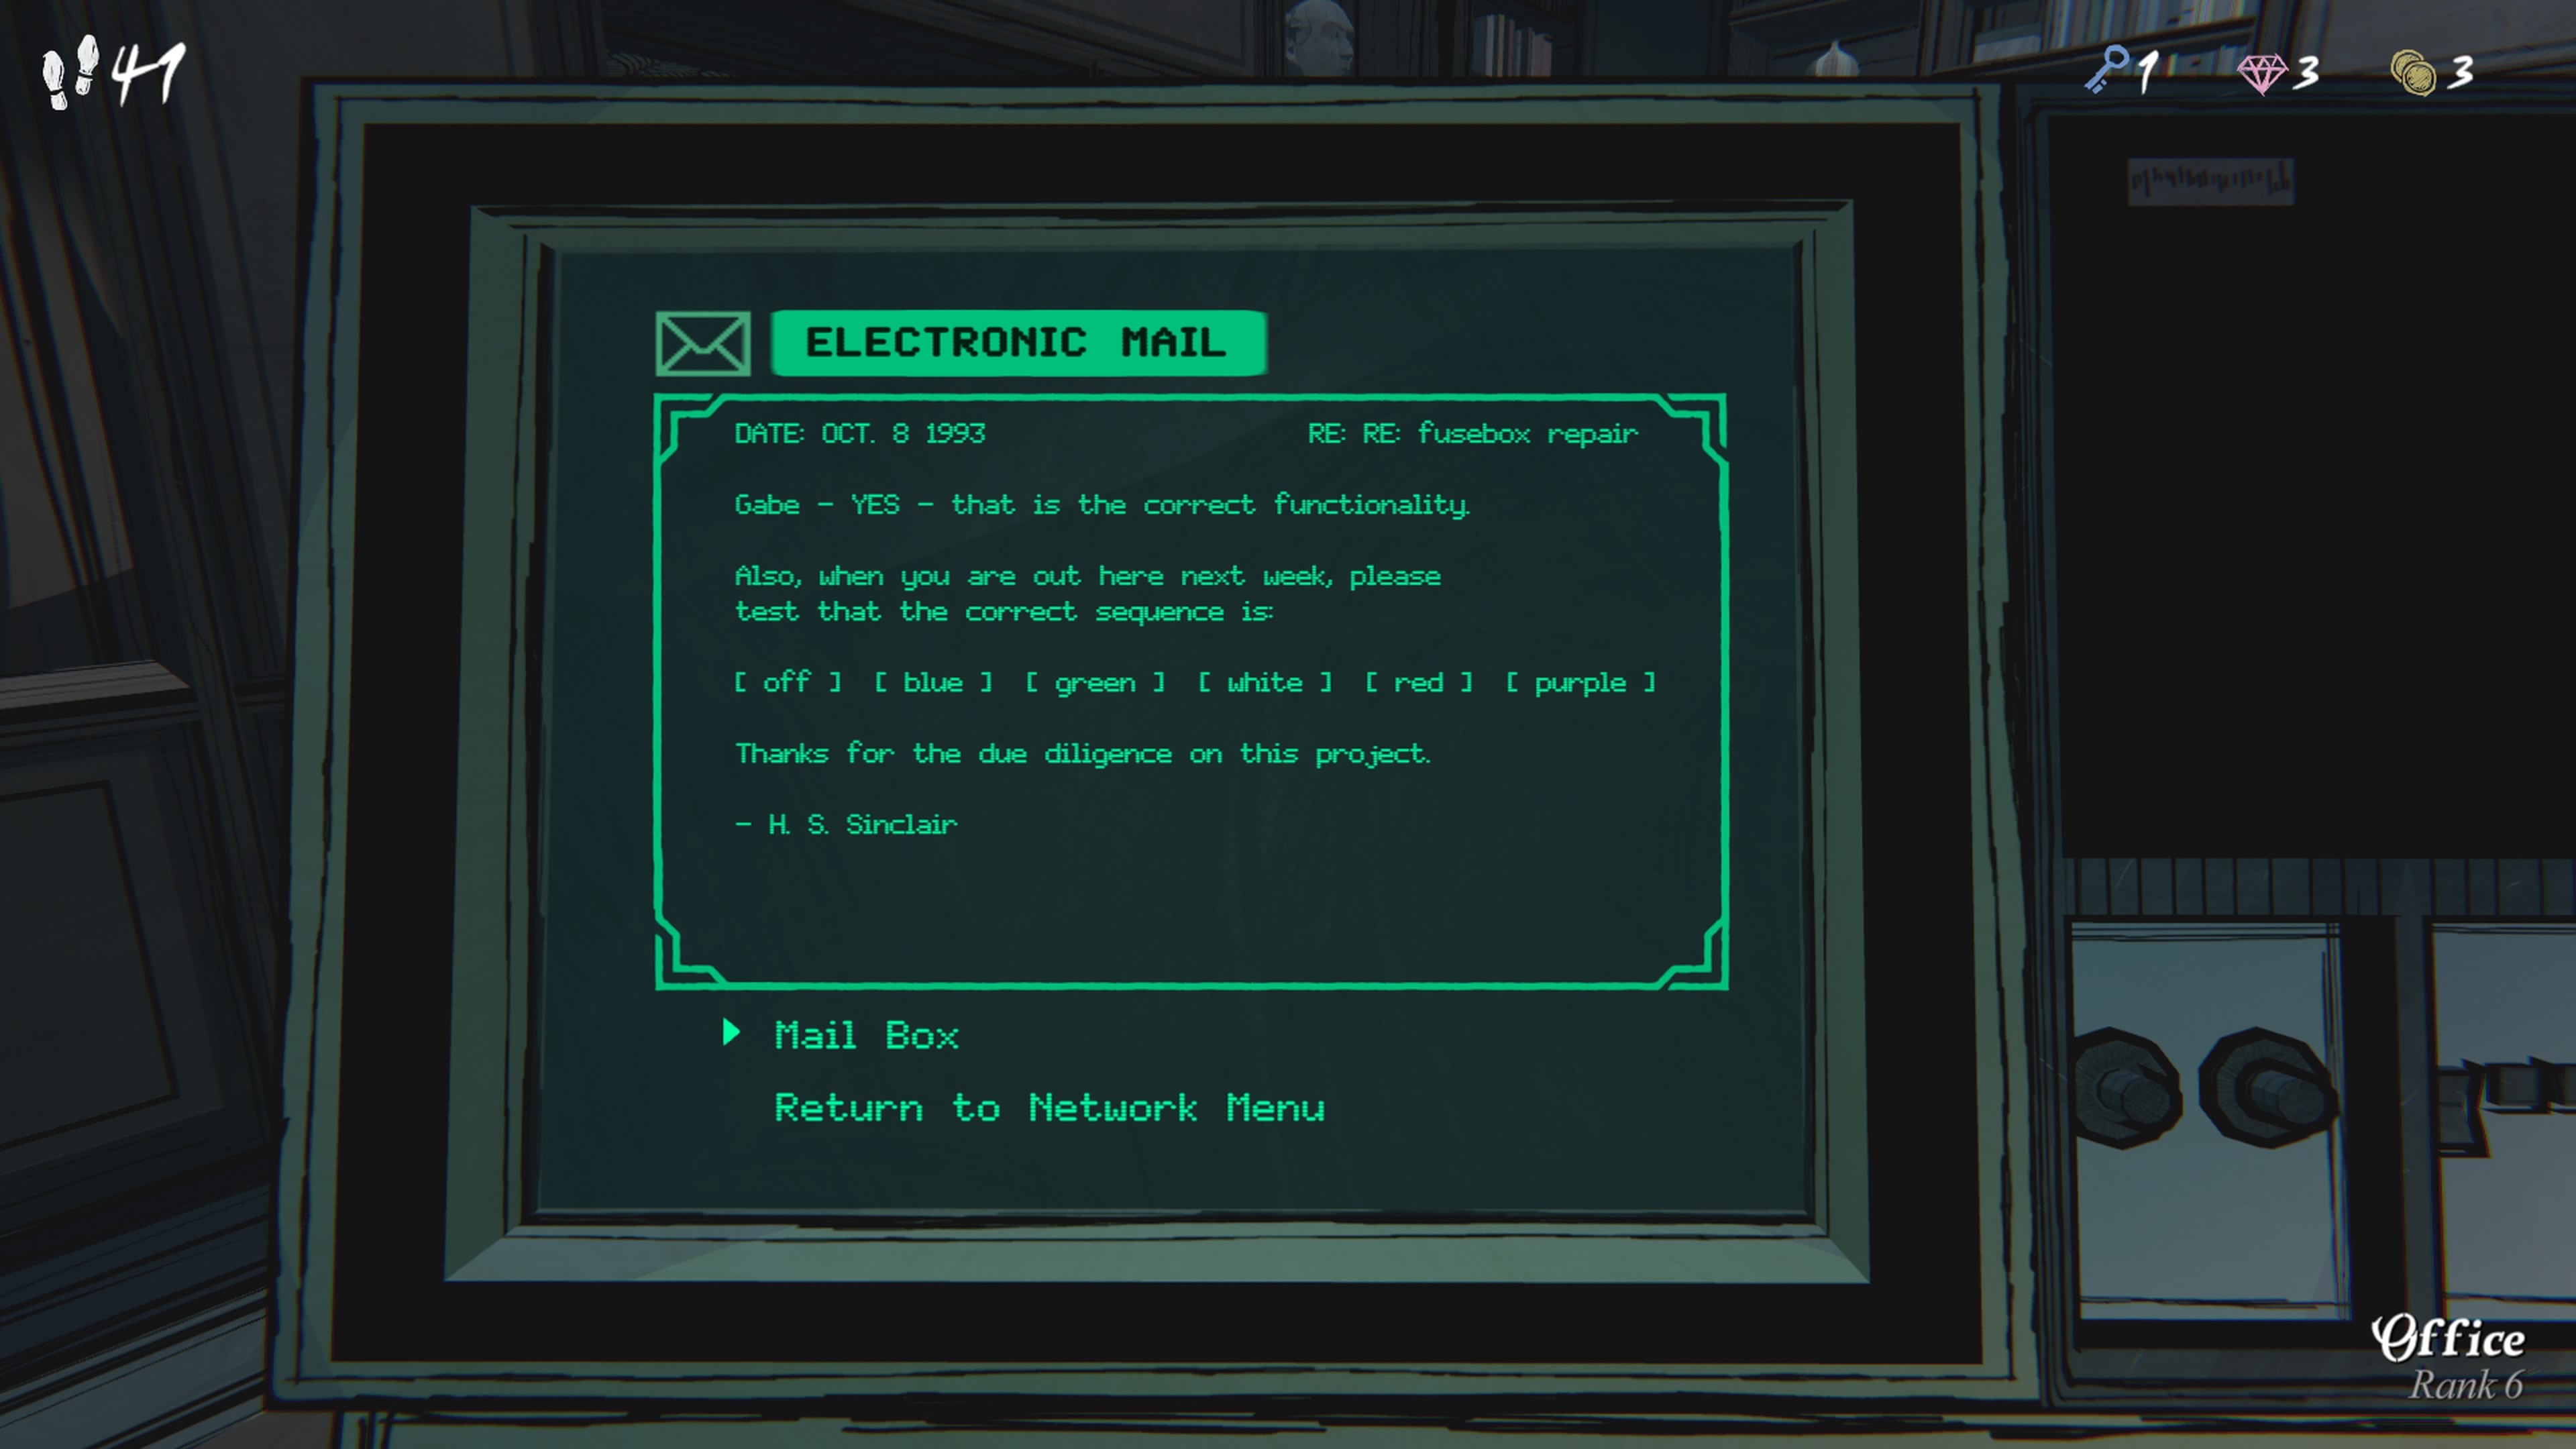 41
1 3 3
ELECTRONIC MAIL
DATE: OCT. 8 1993 RE: RE: fusebox repair
Gabe - YES - that is the correct functionality.
Also, when you are out here next week, please
test that the correct sequence is:
[ off ] [ blue ] [ green ] [ white ] [ red ] [ purple ]
Thanks for the due diligence on this project.
- H. S. Sinclair
Mail Box
Return to Network Menu
Office
Rank 6